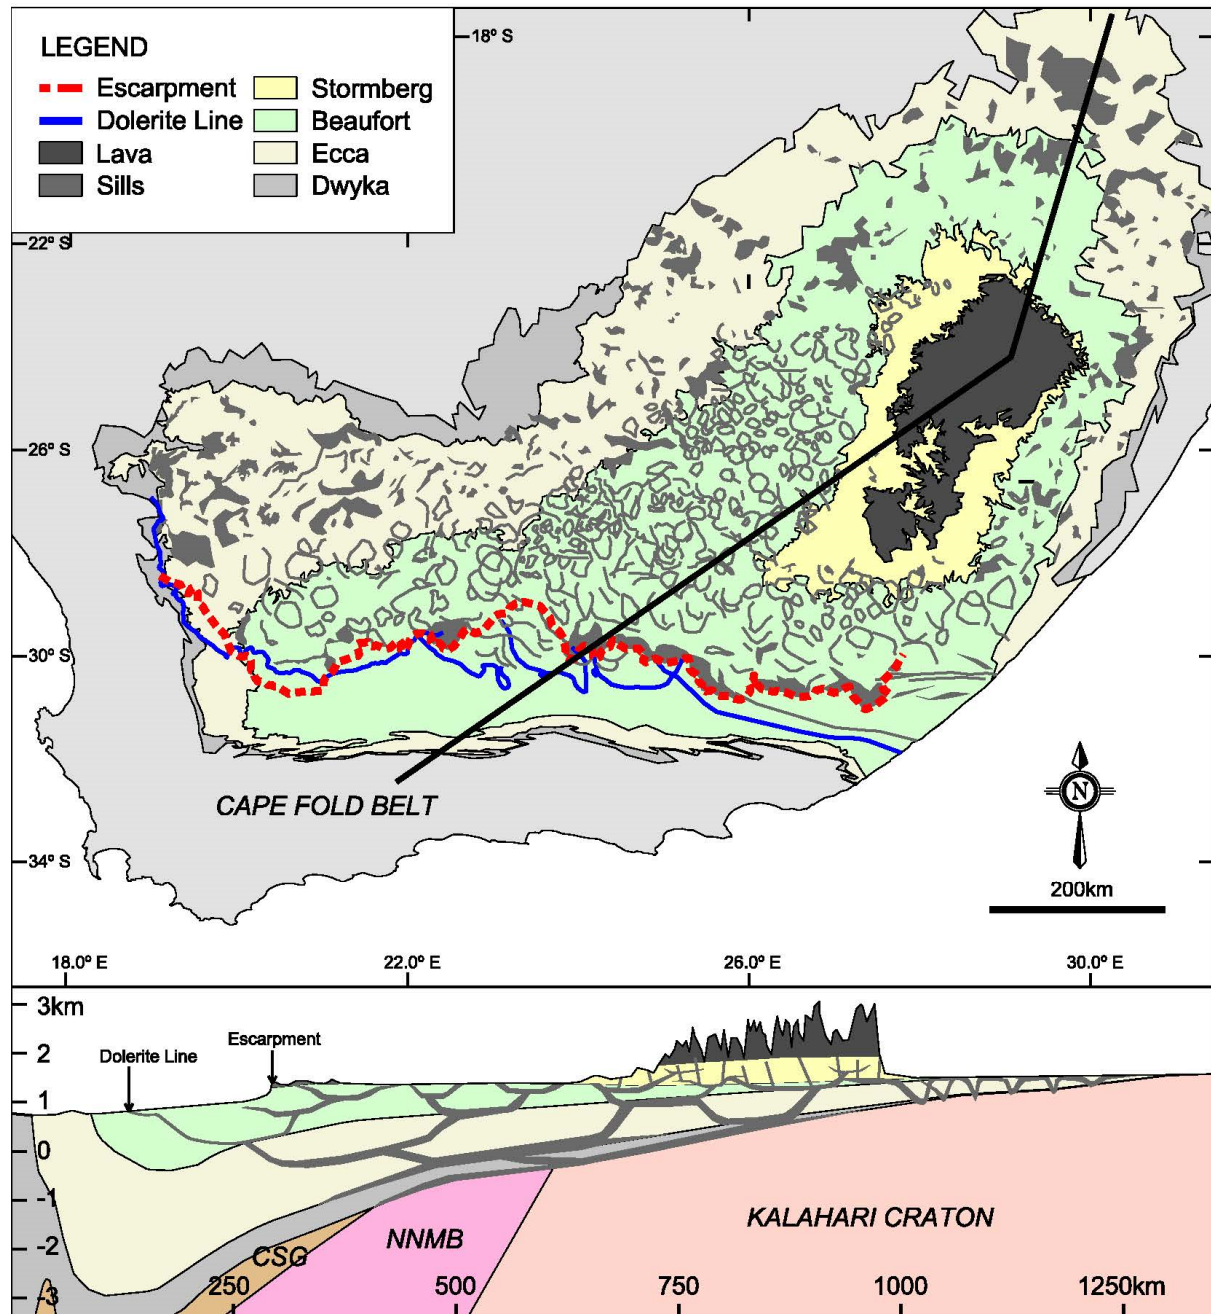 LEGEND
Escarpment
Dolerite Line
Lava
Sills
Stormberg
Beaufort
Ecca
Dwyka
18° S
22° S
26° S
30° S
34° S
CAPE FOLD BELT
N
200km
18.0° E
22.0° E
26.0° E
30.0° E
3km
2
1
0
-1
-2
-3
Dolerite Line
Escarpment
CSG
NNMB
KALAHARI CRATON
250
500
750
1000
1250km